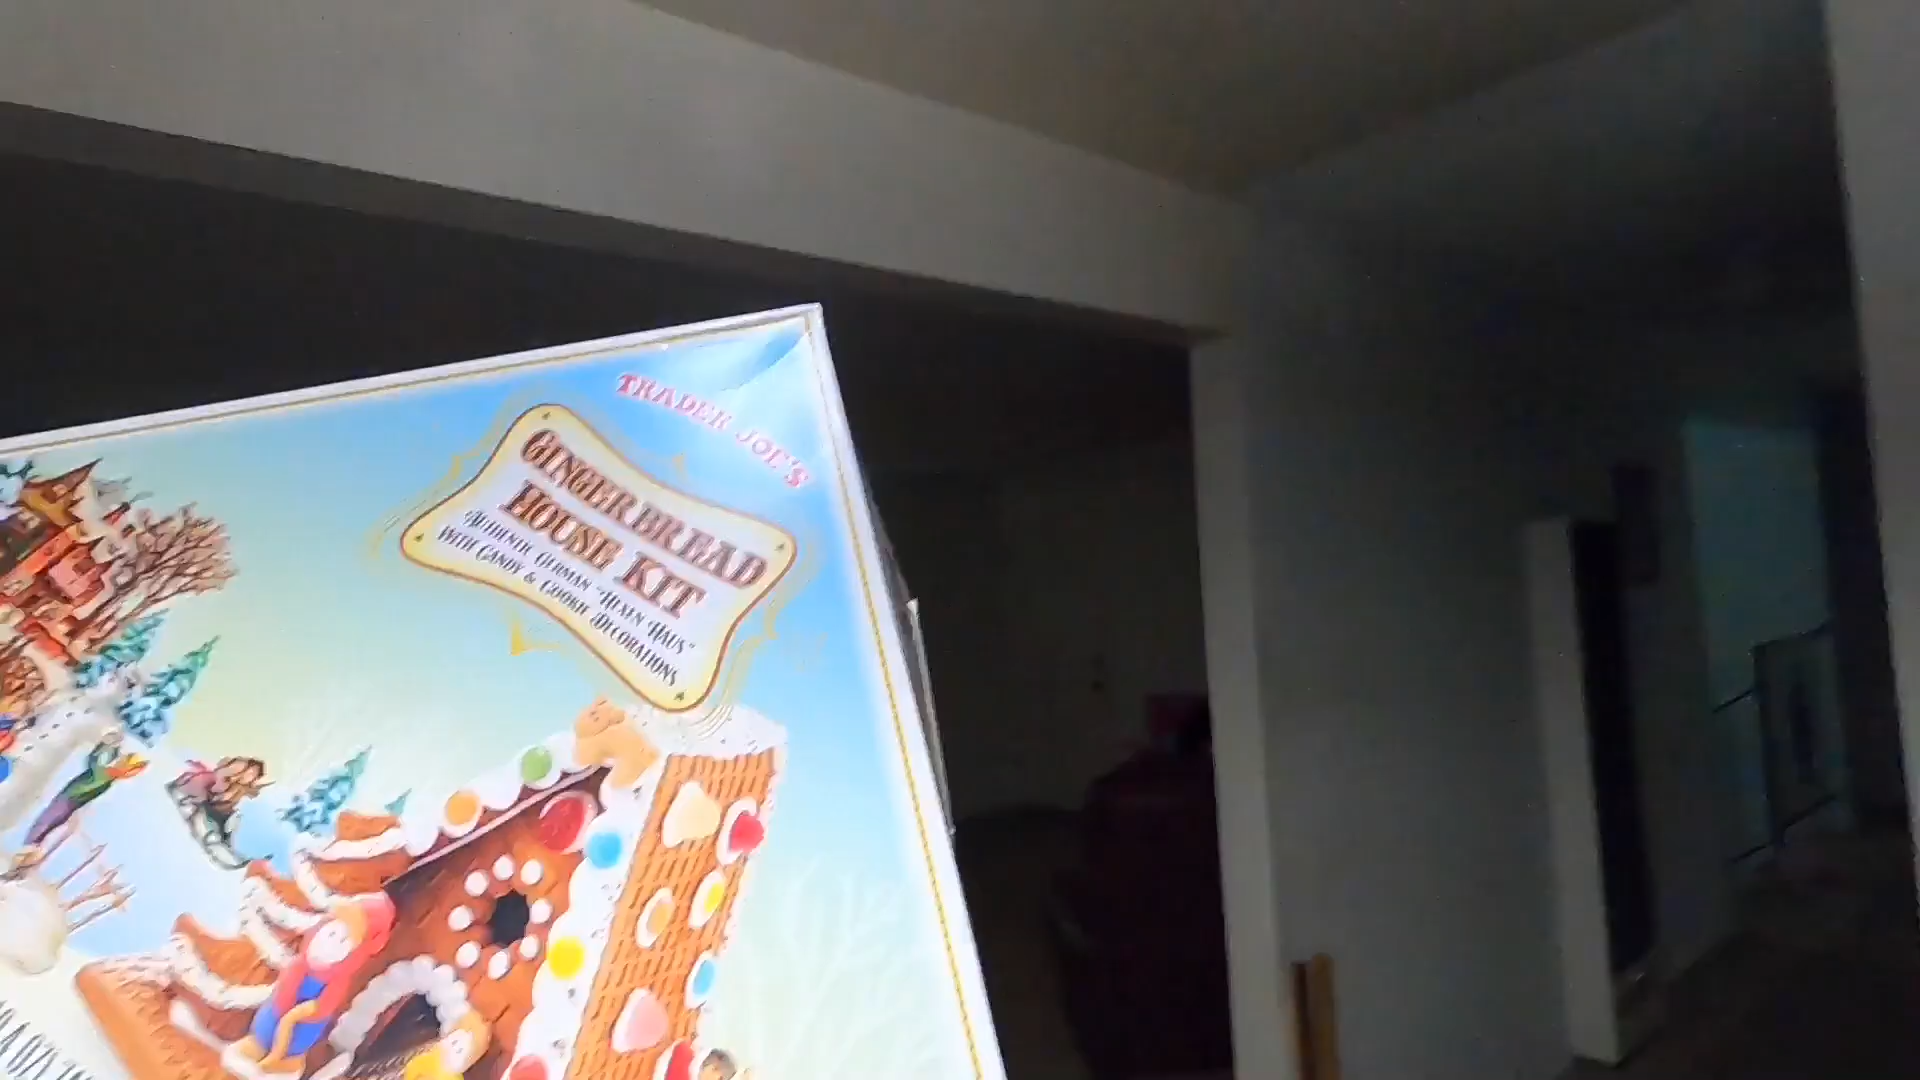 TRADER JOE'S
GINGERBREAD
HOUSE KIT
AUTHENTIC GERMAN "HEXEN HAUS"
WITH CANDY & COOKIE DECORATIONS